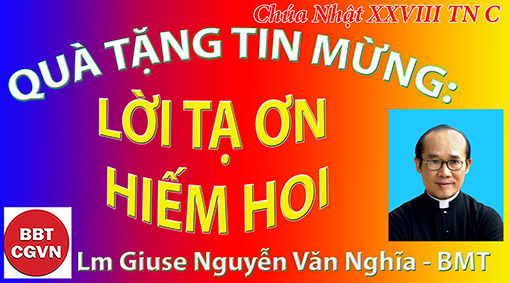 Chúa Nhật XXVIII TN C
QUÀ TẶNG TIN MỪNG:
LỜI TẠ ƠN
HIẾM HOI
BBT
CGVN
Lm Giuse Nguyễn Văn Nghĩa - BMT